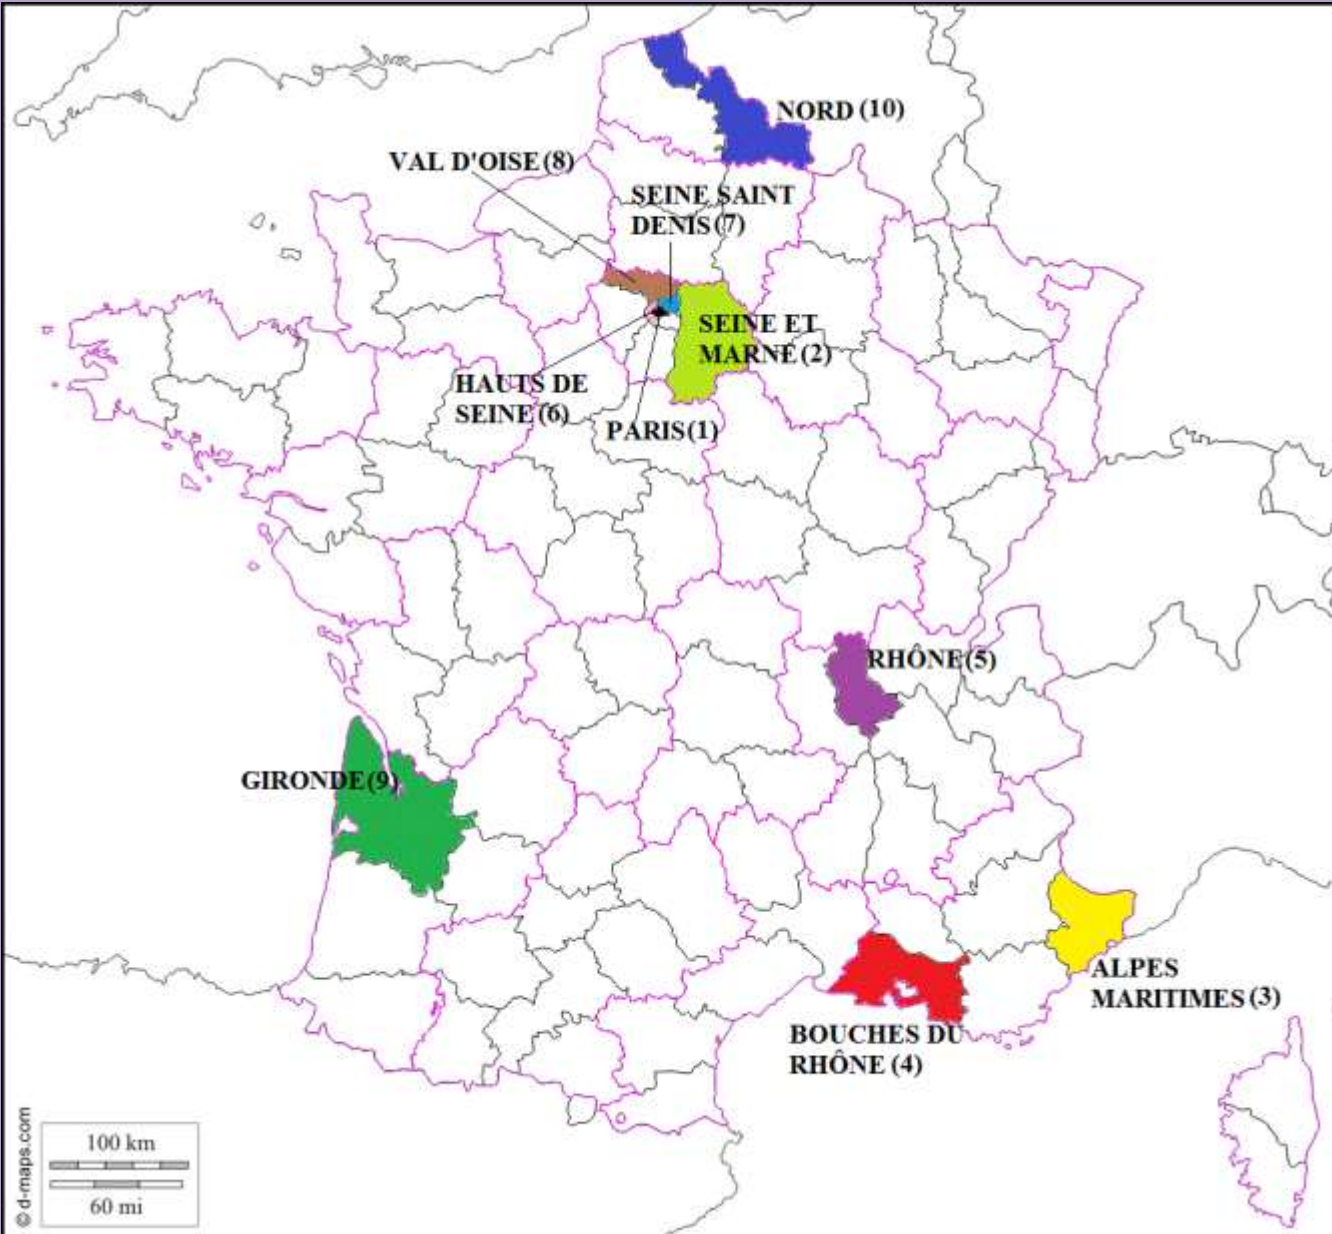 NORD (10)
VAL D'OISE (8)
SEINE SAINT
DENIS (7)
SEINE ET
MARNE (2)
HAUTS DE
SEINE (6)
PARIS (1)
RHÔNE (5)
GIRONDE (9)
ALPES
MARITIMES (3)
BOUCHES DU
RHÔNE (4)
100 km
60 mi
© d-maps.com